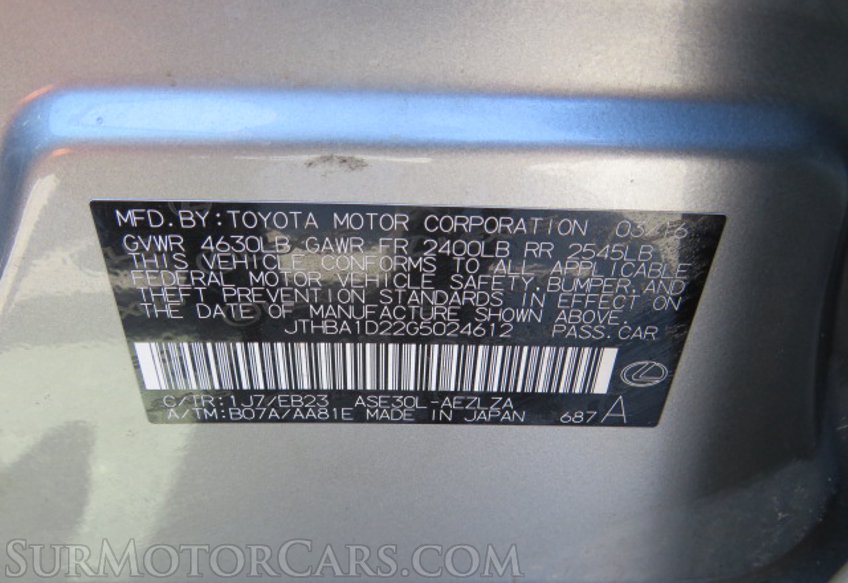 MFD.BY:TOYOTA MOTOR CORPORATION 03/16
GVWR 4630LB GAWR FR 2400LB RR 2545LB
THIS VEHICLE CONFORMS TO ALL APPLICABLE
FEDERAL MOTOR VEHICLE SAFETY,BUMPER,AND
THEFT PREVENTION STANDARDS IN EFFECT ON
THE DATE OF MANUFACTURE SHOWN ABOVE.
JTHBA1D22G5024612 PASS.CAR
C/TR:1J7/EB23 ASE30L-AEZLZA
A/TM:B07A/AA81E MADE IN JAPAN 687 A
SurMotorCars.com